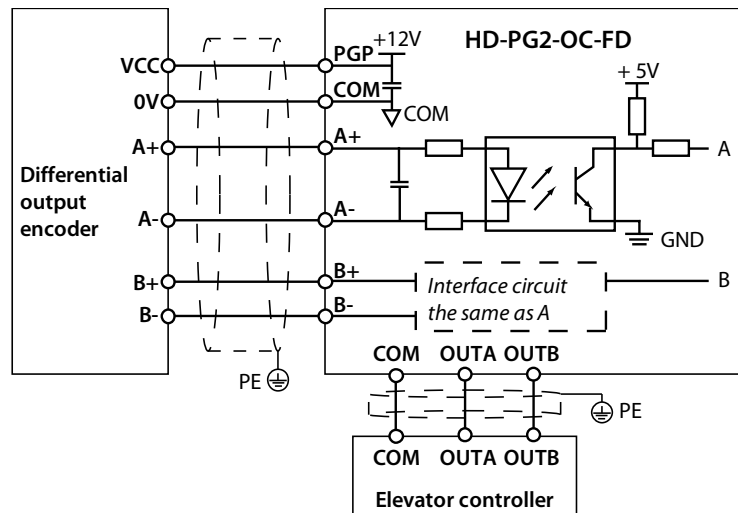 HD-PG2-OC-FD
PGP
+12V
VCC
COM
0V
COM
+ 5V
A+
A+
A
Differential
output
encoder
A-
A-
GND
B+
B+
Interface circuit
the same as A
B
B-
B-
COM OUTA OUTB
PE
PE
COM OUTA OUTB
Elevator controller